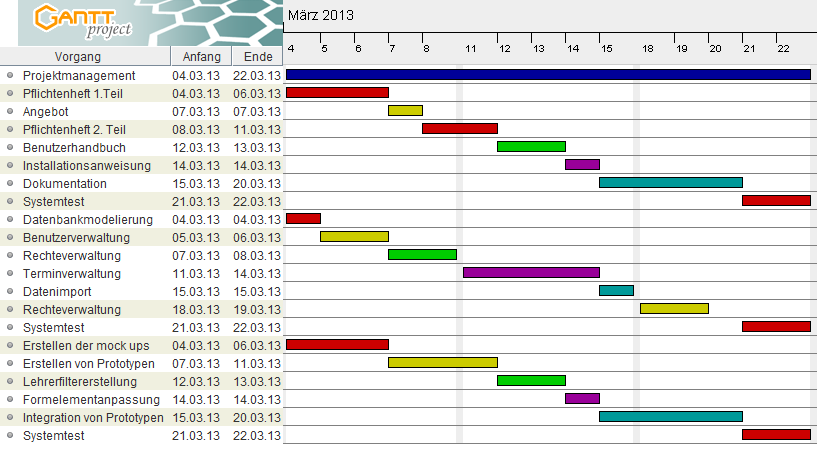 GANTT
project
März 2013
4 5 6 7 8 11 12 13 14 15 18 19 20 21 22
Vorgang Anfang Ende
Projektmanagement 04.03.13 22.03.13
Pflichtenheft 1.Teil 04.03.13 06.03.13
Angebot 07.03.13 07.03.13
Pflichtenheft 2. Teil 08.03.13 11.03.13
Benutzerhandbuch 12.03.13 13.03.13
Installationsanweisung 14.03.13 14.03.13
Dokumentation 15.03.13 20.03.13
Systemtest 21.03.13 22.03.13
Datenbankmodelierung 04.03.13 04.03.13
Benutzerverwaltung 05.03.13 06.03.13
Rechteverwaltung 07.03.13 08.03.13
Terminverwaltung 11.03.13 14.03.13
Datenimport 15.03.13 15.03.13
Rechteverwaltung 18.03.13 19.03.13
Systemtest 21.03.13 22.03.13
Erstellen der mock ups 04.03.13 06.03.13
Erstellen von Prototypen 07.03.13 11.03.13
Lehrerfiltererstellung 12.03.13 13.03.13
Formelementanpassung 14.03.13 14.03.13
Integration von Prototypen 15.03.13 20.03.13
Systemtest 21.03.13 22.03.13